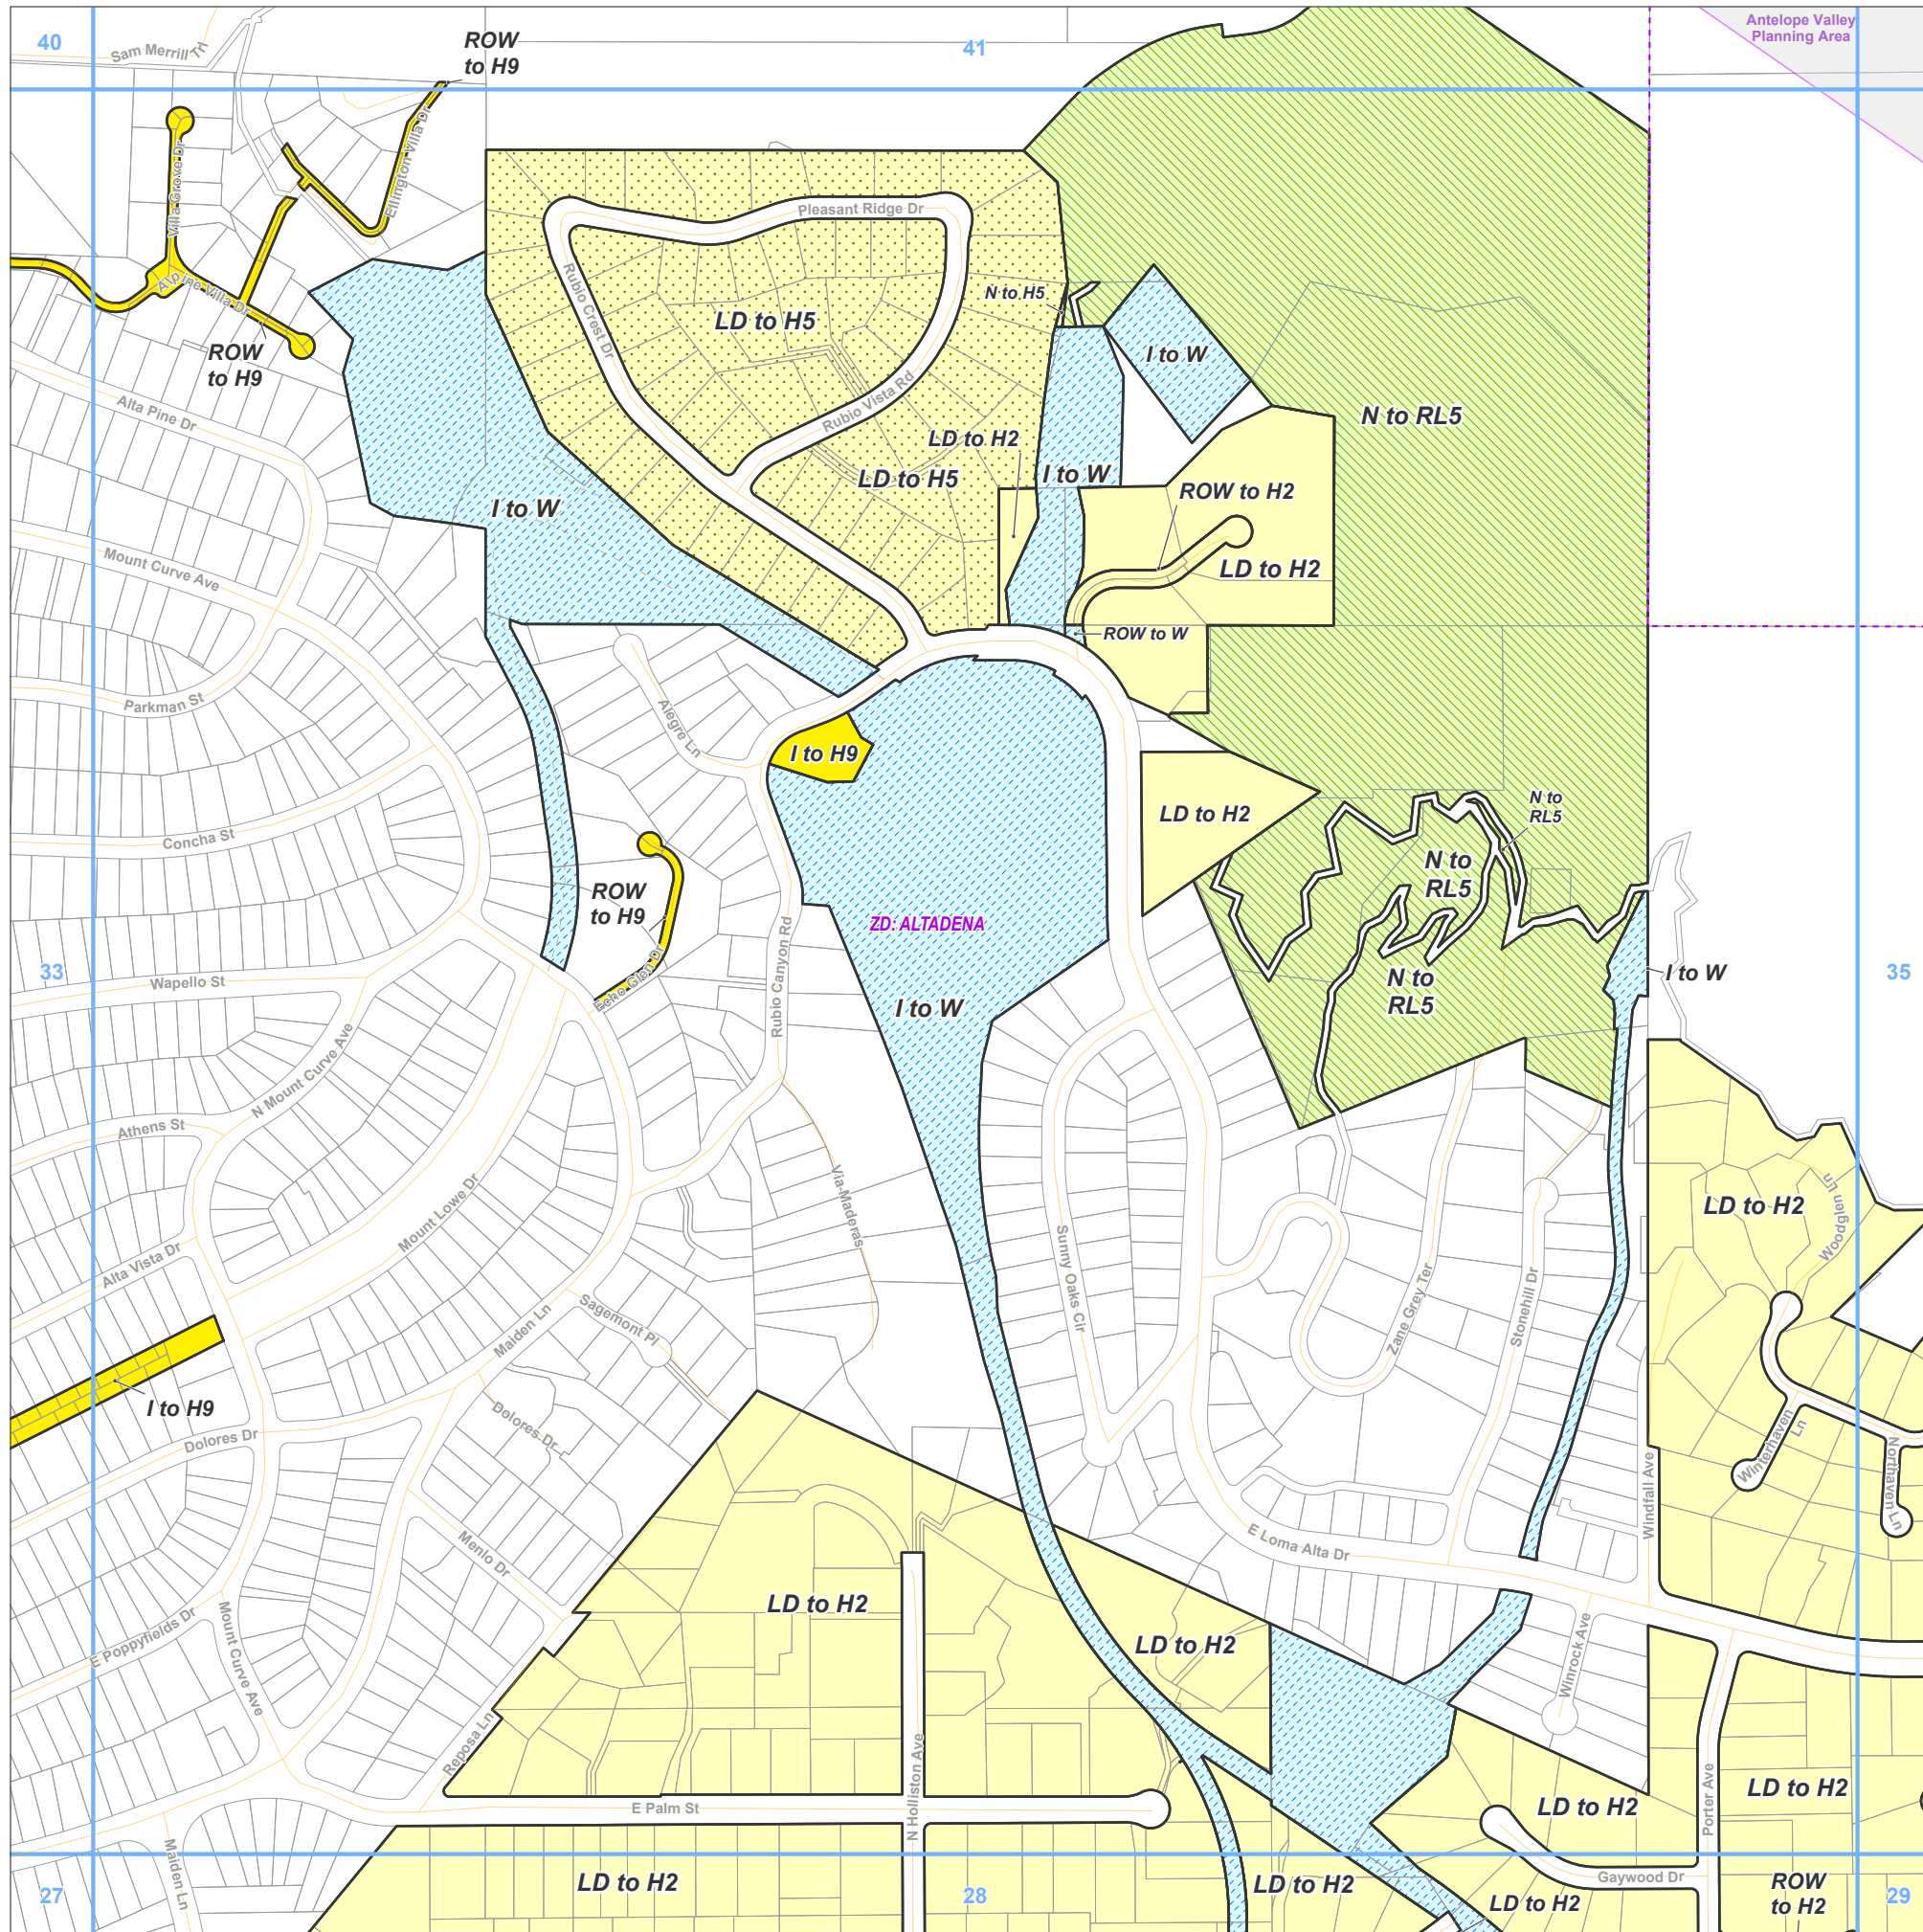 40
41
Antelope Valley
Planning Area
Sam Merrill Trl
ROW
to H9
Villa Grove Dr
Ellington Villa Dr
Alpine Villa Dr
ROW
to H9
Pleasant Ridge Dr
Rubio Crest Dr
LD to H5
Rubio Vista Rd
N to H5
I to W
N to RL5
LD to H2
LD to H5
I to W
ROW to H2
LD to H2
ROW to W
I to W
Alta Pine Dr
Mount Curve Ave
Parkman St
Alegre Ln
I to H9
LD to H2
N to
RL5
N to
RL5
Concha St
ROW
to H9
Echo Glen Dr
Rubio Canyon Rd
ZD: ALTADENA
33
Wapello St
I to W
N to
RL5
I to W
35
N Mount Curve Ave
Athens St
Mount Lowe Dr
Via Maderas
Sunny Oaks Cir
LD to H2
Woodglen Ln
Alta Vista Dr
Maiden Ln
Sagemont Pl
Zane Grey Ter
Stonehill Dr
I to H9
Dolores Dr
Dolores Dr
Winterhaven
Ln
Northaven Ln
Windfall Ave
Menlo Dr
E Loma Alta Dr
E Poppyfields Dr
Mount Curve Ave
LD to H2
LD to H2
Winrock Ave
Reposa Ln
N Holliston Ave
E Palm St
LD to H2
Porter Ave
LD to H2
Maiden Ln
27
LD to H2
28
LD to H2
Gaywood Dr
LD to H2
ROW
to H2
29